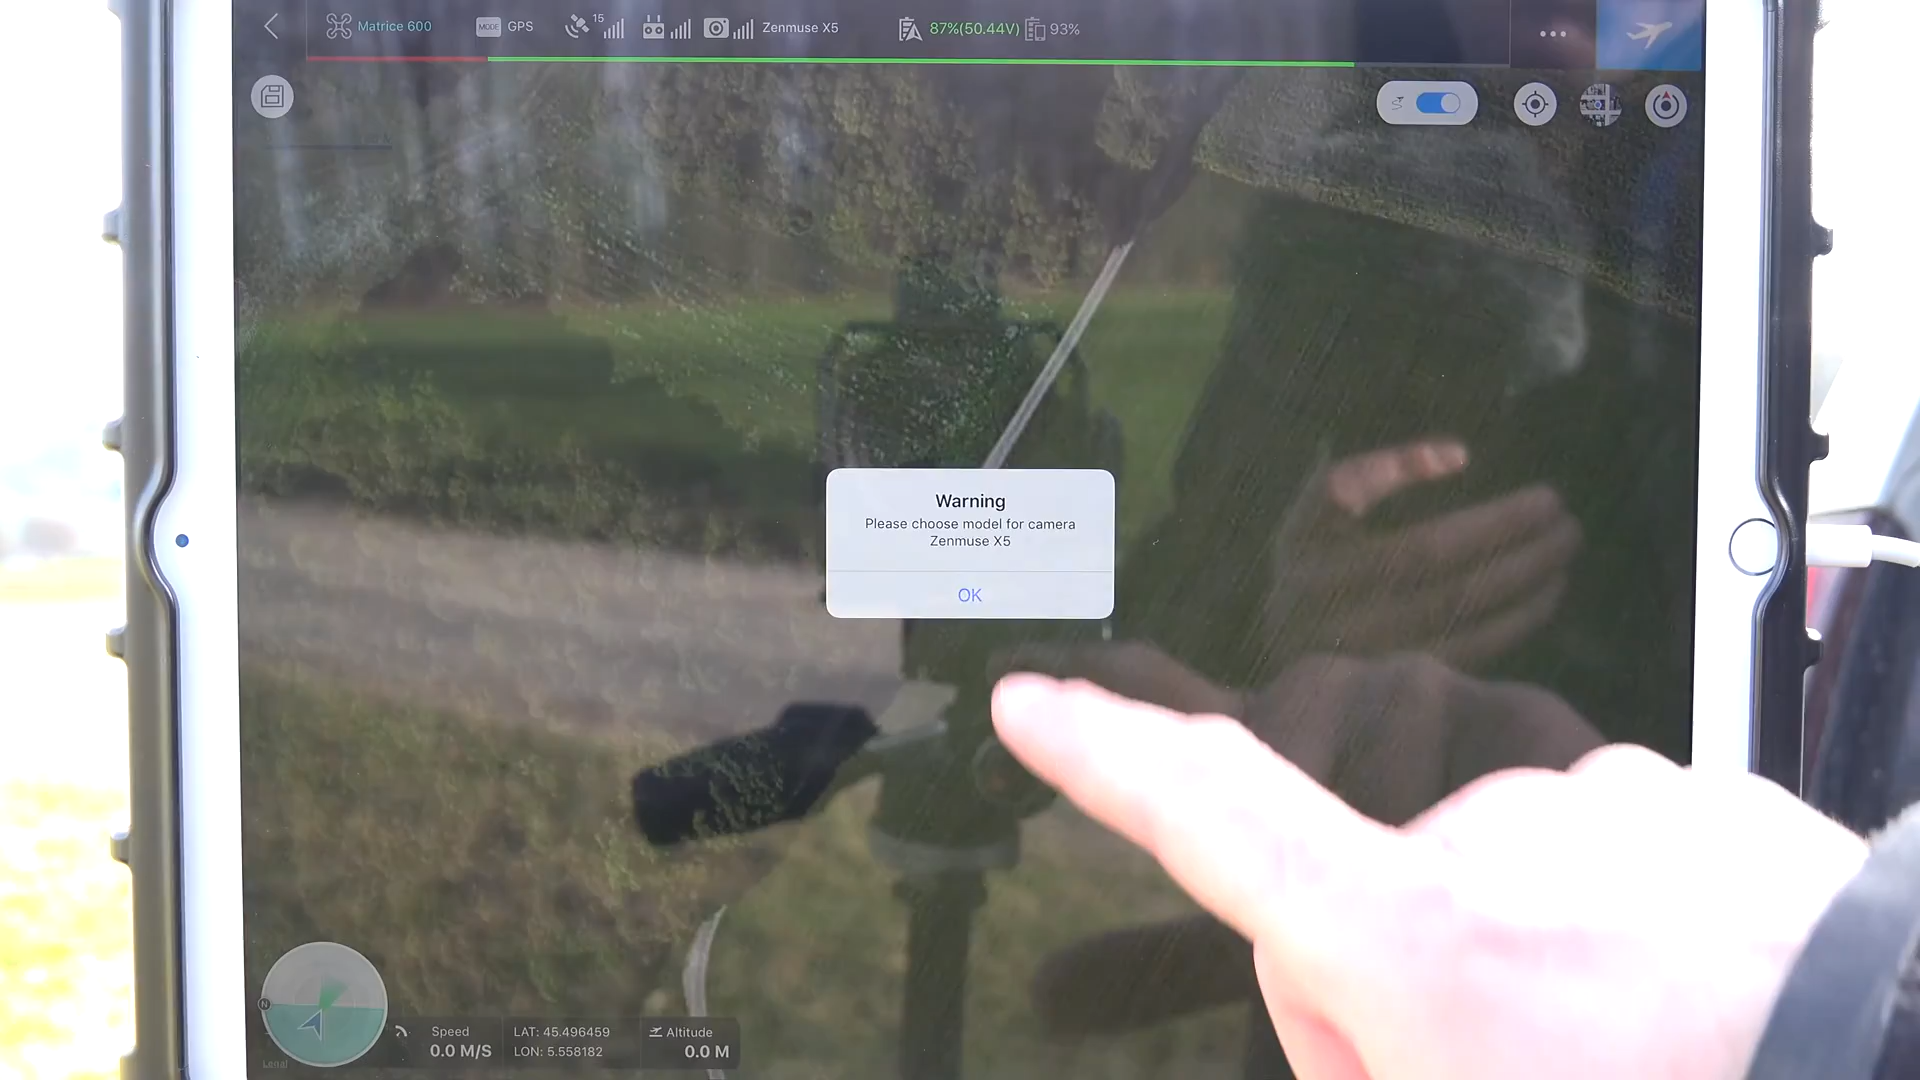 Matrice 600
MODE GPS
15
Zenmuse X5
87%(50.44V)
93%
Warning
Please choose model for camera
Zenmuse X5
OK
N
Speed
0.0 M/S
LAT: 45.496459
LON: 5.558182
Altitude
0.0 M
Legal